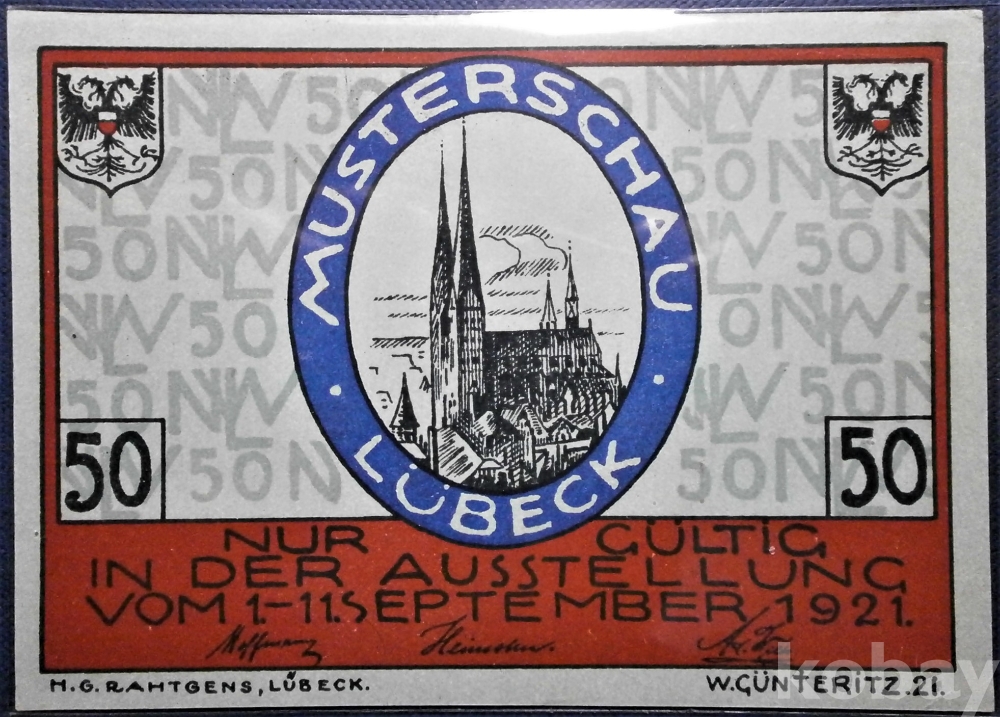 MUSTERSCHAU
· LÜBECK ·
50 50
NUR GÜLTIG
IN DER AUSSTELLUNG
VOM 1.-11. SEPTEMBER 1921.
H.G. RAHTGENS, LÜBECK.
W. GÜNTERITZ. 21.
kobay